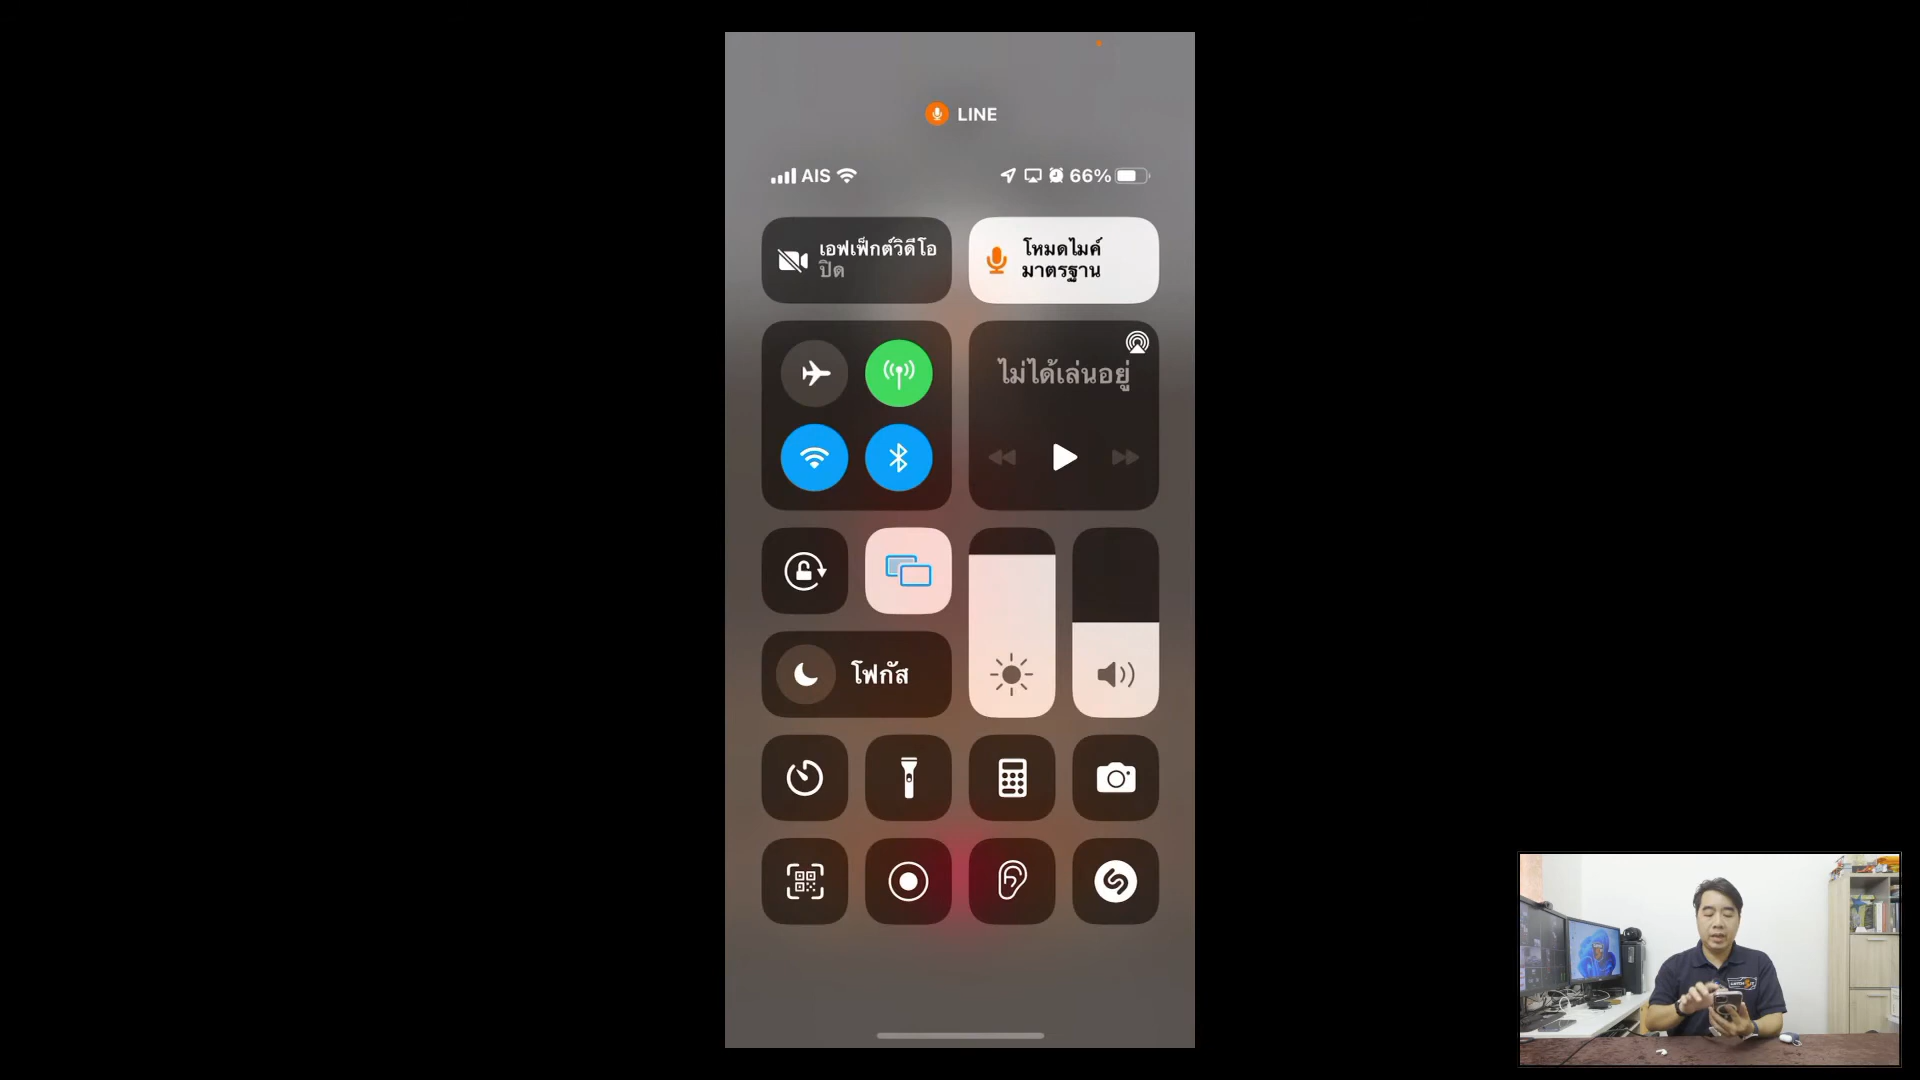 LINE
AIS
66%
เอฟเฟ็กต์วิดีโอ
ปิด
โหมดไมค์
มาตรฐาน
ไม่ได้เล่นอยู่
โฟกัส